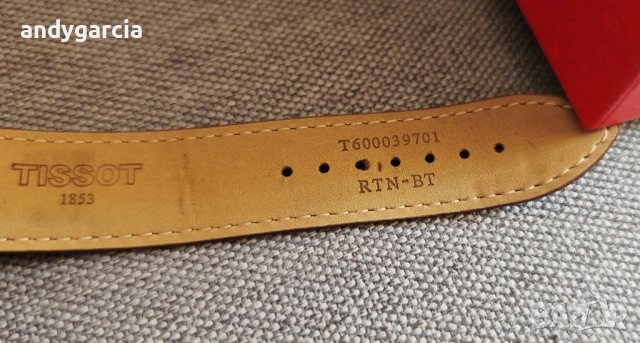 andygarcia
TISSOT
1853
T600039701
RTN-BT